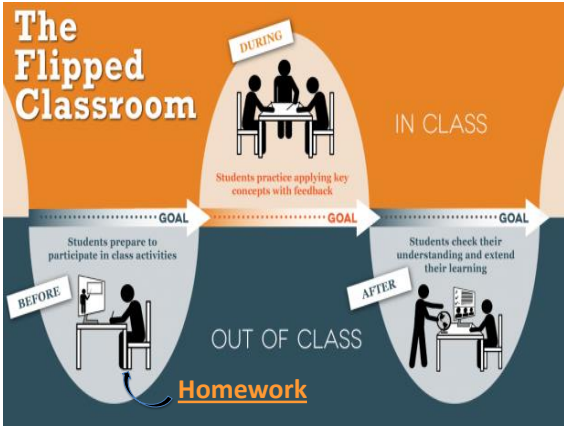 The
Flipped
Classroom
DURING
IN CLASS
Students practice applying key
concepts with feedback
GOAL
GOAL
GOAL
Students prepare to
participate in class activities
BEFORE
Students check their
understanding and extend
their learning
AFTER
OUT OF CLASS
Homework